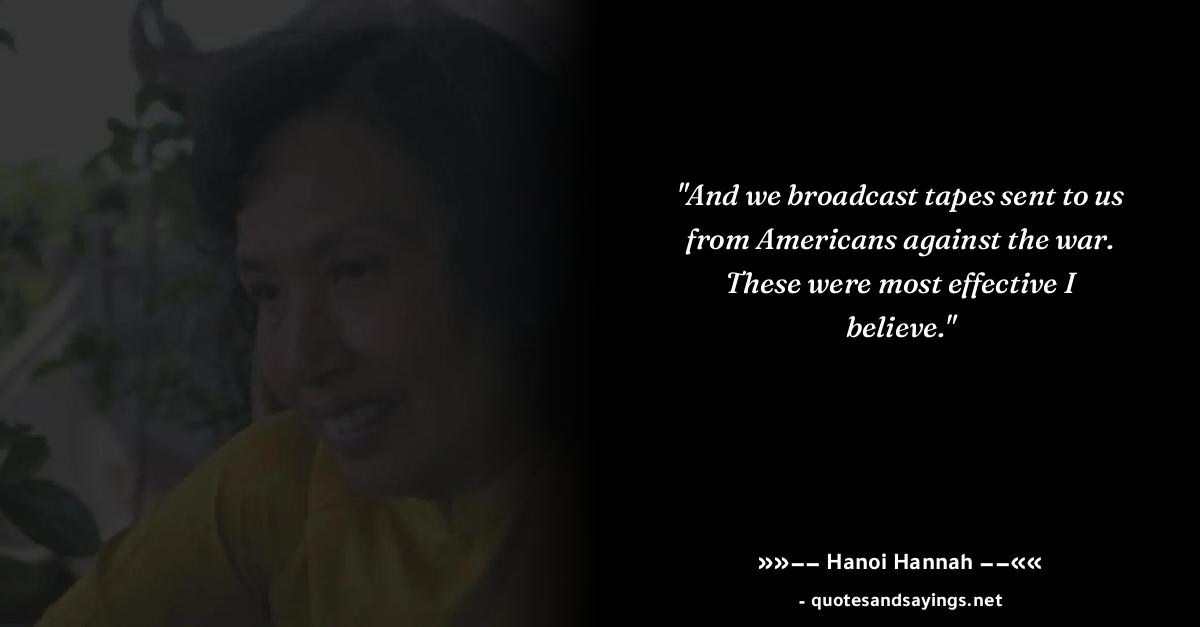 "And we broadcast tapes sent to us
from Americans against the war.
These were most effective I
believe."
»»–– Hanoi Hannah ––««
- quotesandsayings.net